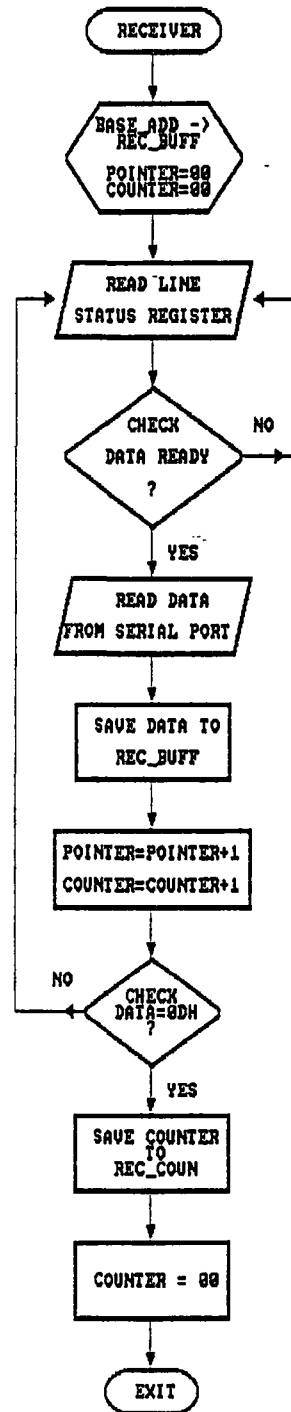 RECEIVER
BASE_ADD ->
REC_BUFF
POINTER=00
COUNTER=00
READ LINE
STATUS REGISTER
CHECK
DATA READY
?
NO
YES
READ DATA
FROM SERIAL PORT
SAVE DATA TO
REC_BUFF
POINTER=POINTER+1
COUNTER=COUNTER+1
NO
CHECK
DATA=0DH
?
YES
SAVE COUNTER
TO
REC_COUN
COUNTER = 00
EXIT